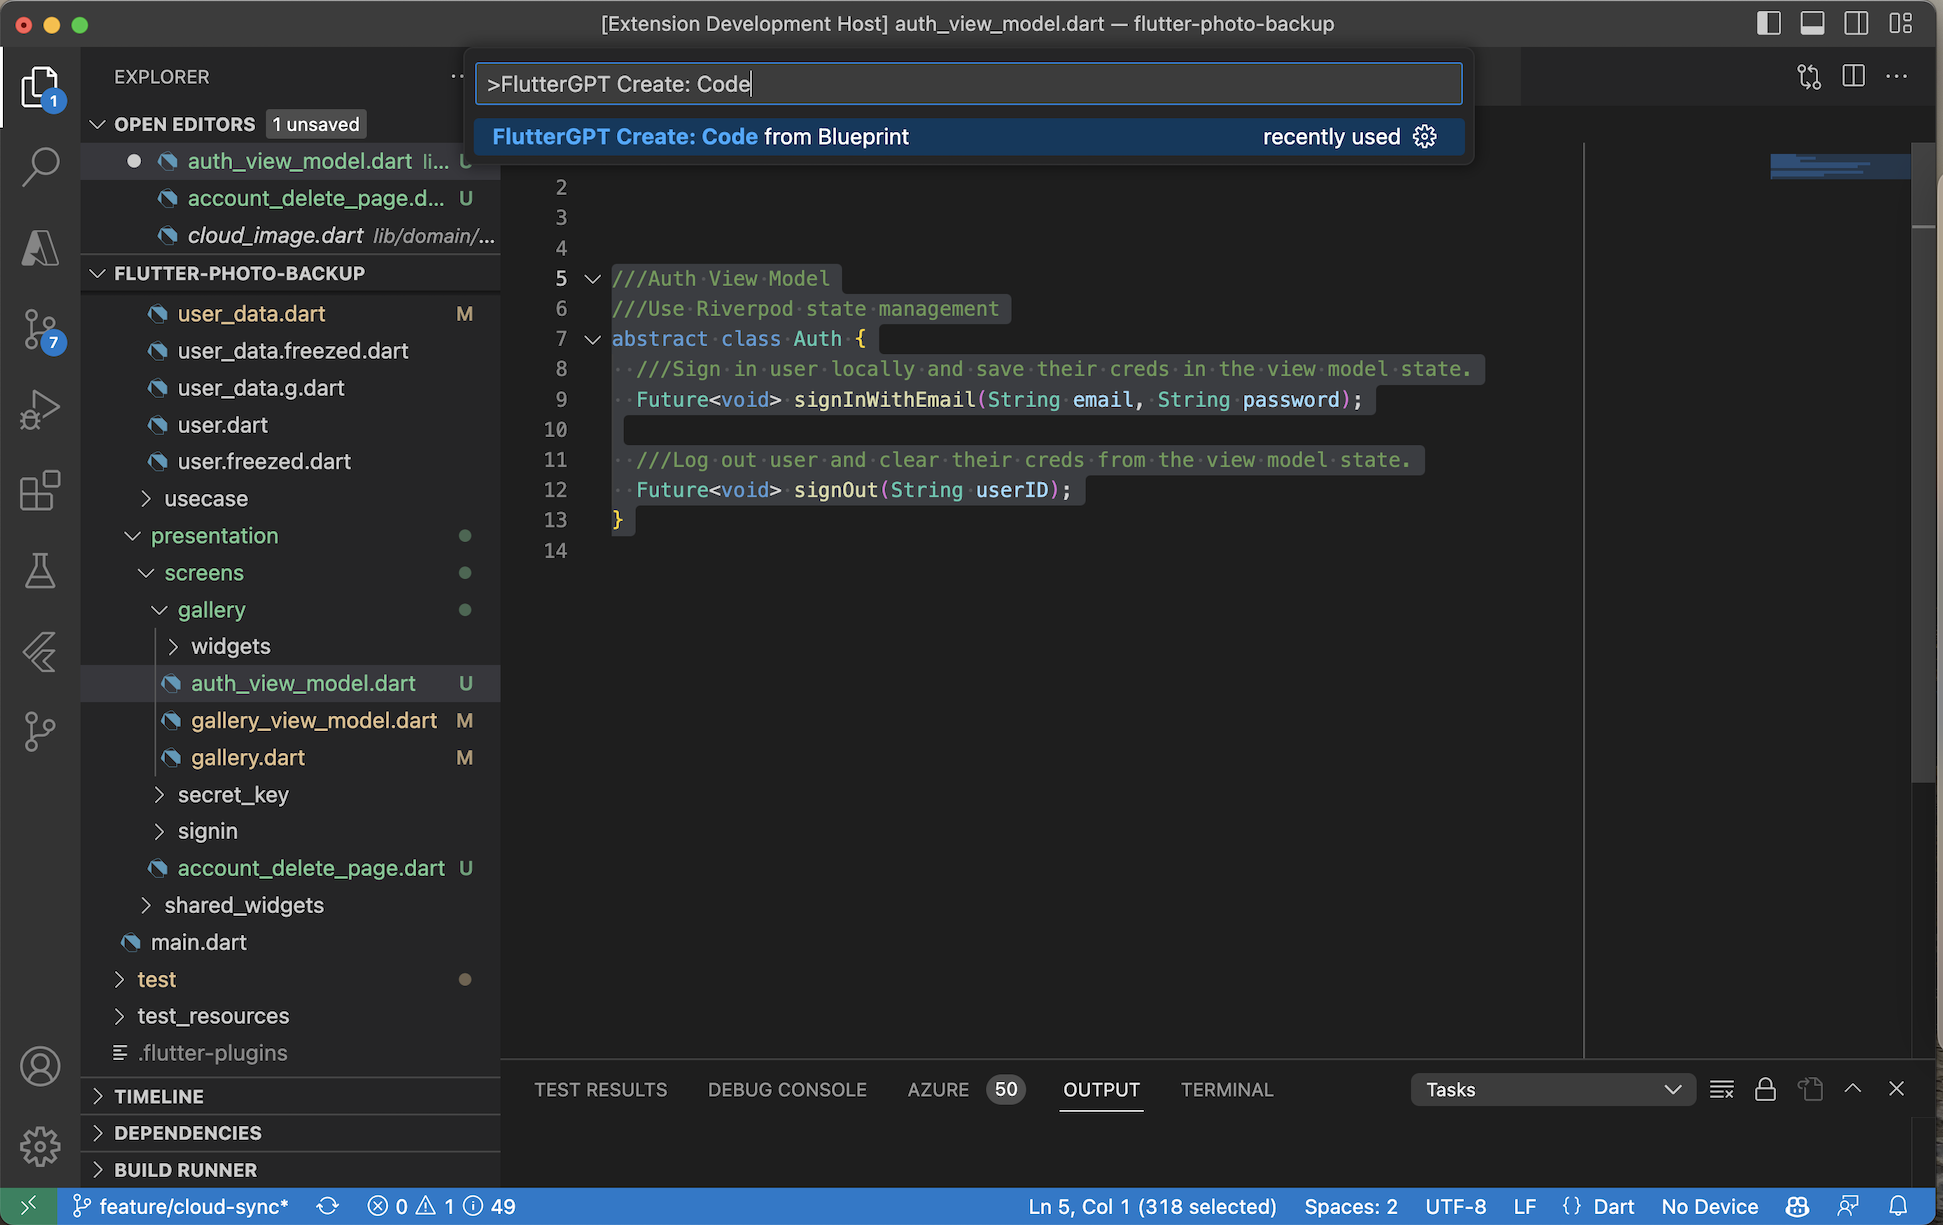 [Extension Development Host] auth_view_model.dart — flutter-photo-backup
EXPLORER
>FlutterGPT Create: Code
FlutterGPT Create: Code from Blueprint recently used
OPEN EDITORS 1 unsaved
auth_view_model.dart li... U
account_delete_page.d... U
cloud_image.dart lib/domain/...
FLUTTER-PHOTO-BACKUP
user_data.dart M
user_data.freezed.dart
user_data.g.dart
user.dart
user.freezed.dart
usecase
presentation
screens
gallery
widgets
auth_view_model.dart U
gallery_view_model.dart M
gallery.dart M
secret_key
signin
account_delete_page.dart U
shared_widgets
main.dart
test
test_resources
.flutter-plugins
TIMELINE
DEPENDENCIES
BUILD RUNNER
1
7
2
3
4
5 ///Auth View Model
6 ///Use Riverpod state management
7 abstract class Auth {
8 ///Sign in user locally and save their creds in the view model state.
9 Future<void> signInWithEmail(String email, String password);
10
11 ///Log out user and clear their creds from the view model state.
12 Future<void> signOut(String userID);
13 }
14
TEST RESULTS DEBUG CONSOLE AZURE 50 OUTPUT TERMINAL Tasks
feature/cloud-sync* 0 1 49 Ln 5, Col 1 (318 selected) Spaces: 2 UTF-8 LF {} Dart No Device